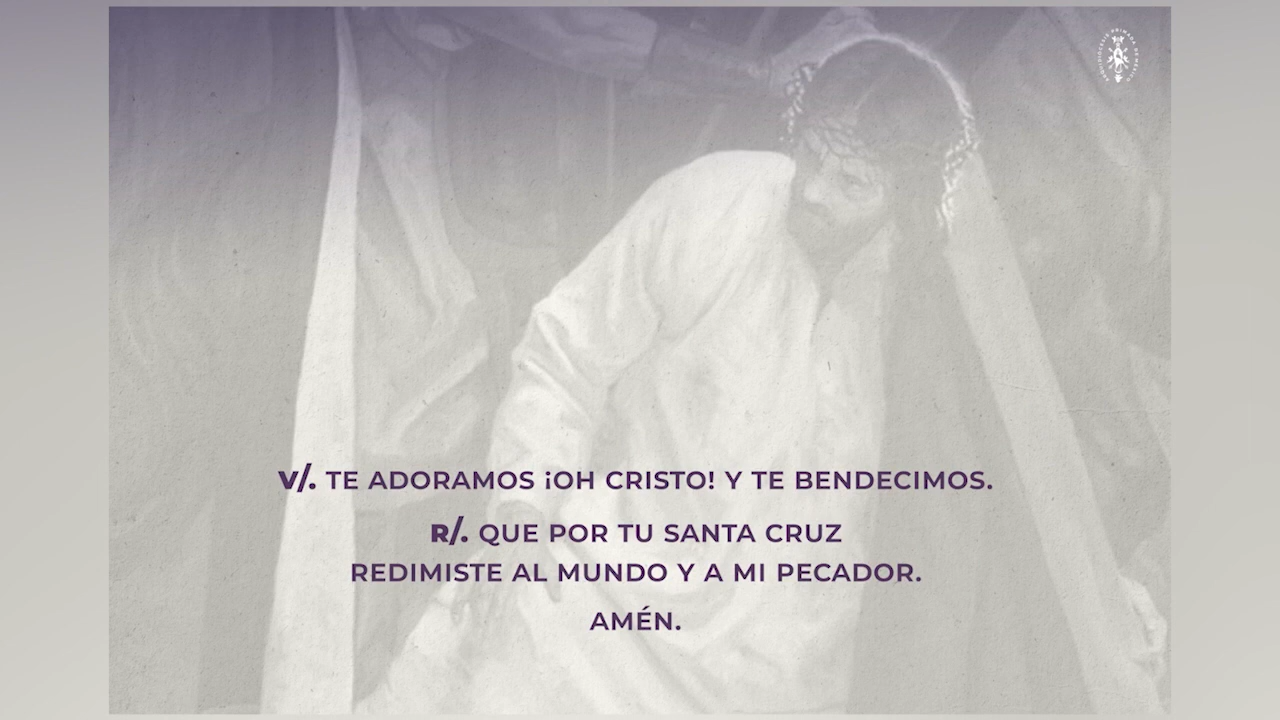 V/. TE ADORAMOS ¡OH CRISTO! Y TE BENDECIMOS.
R/. QUE POR TU SANTA CRUZ
REDIMISTE AL MUNDO Y A MI PECADOR.
AMÉN.